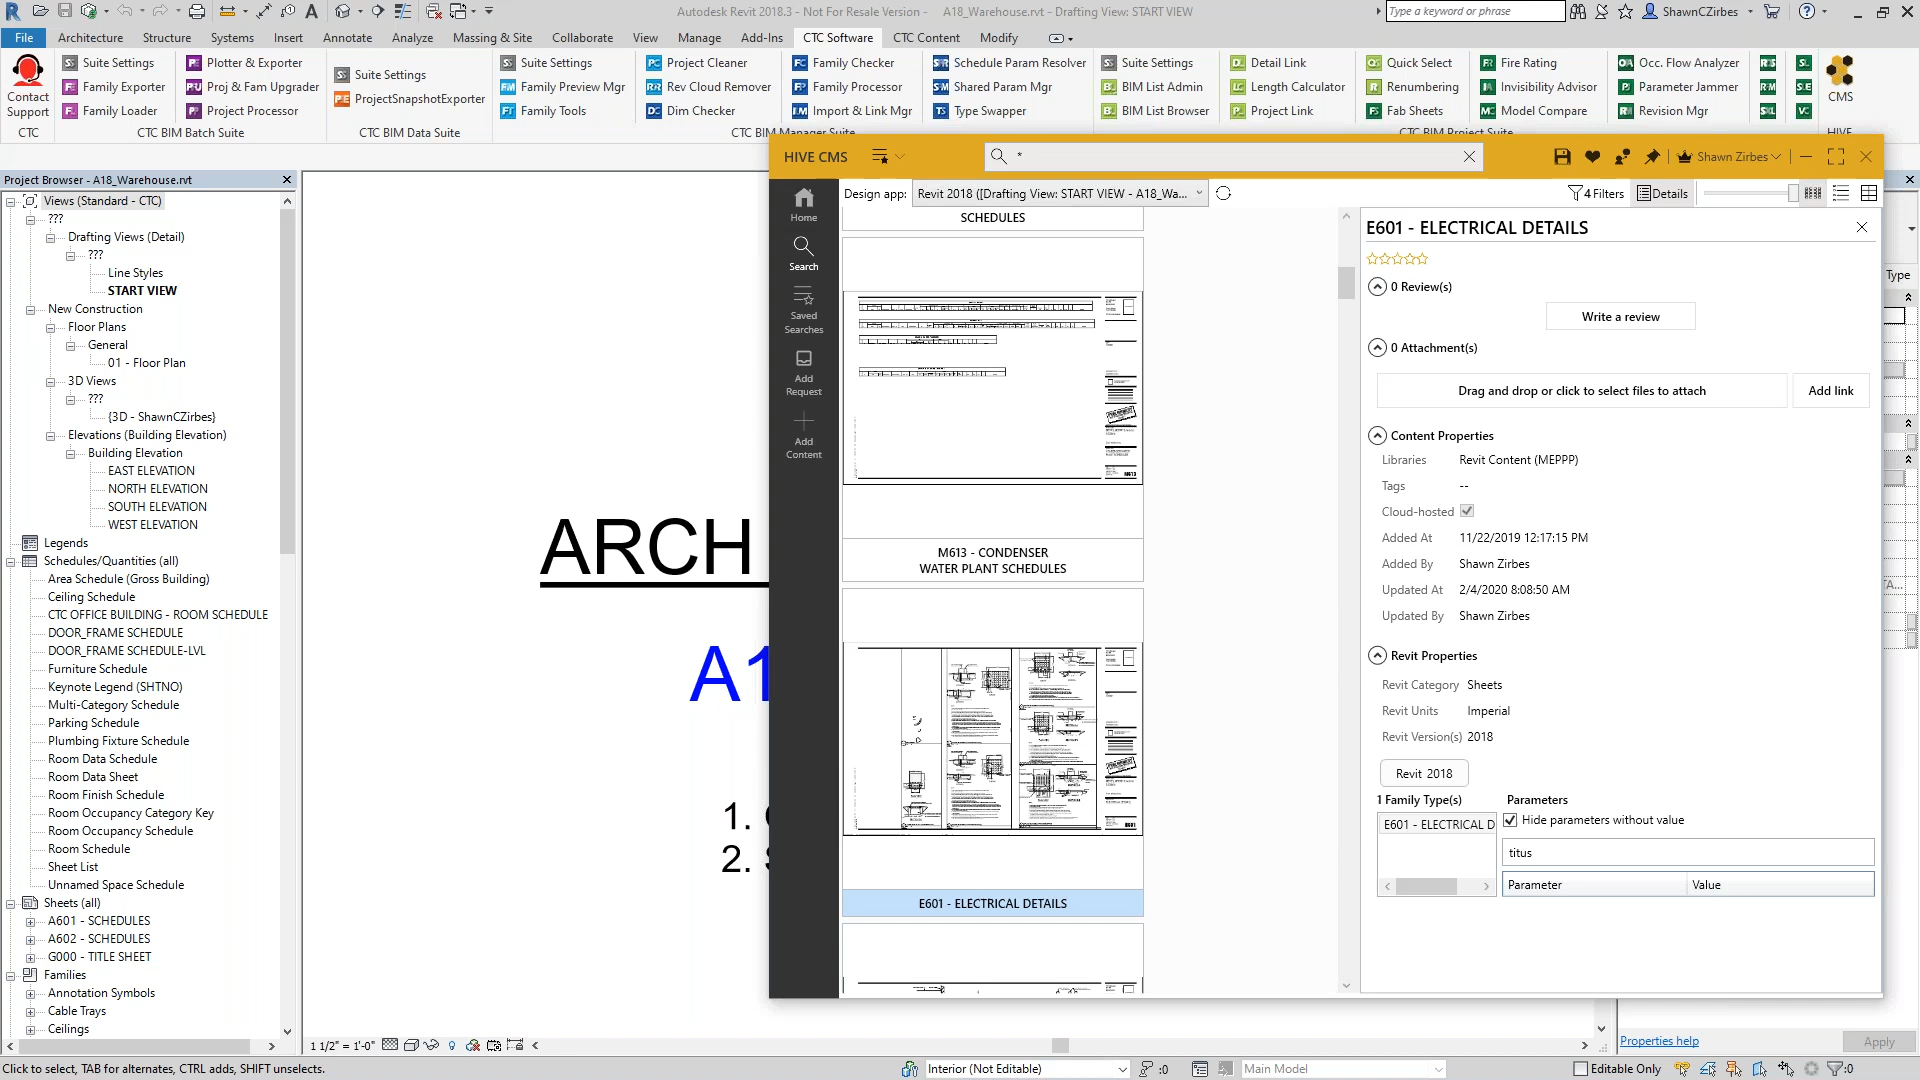 Autodesk Revit 2018.3 - Not For Resale Version - A18_Warehouse.rvt - Drafting View: START VIEW
Type a keyword or phrase
ShawnCZirbes
File Architecture Structure Systems Insert Annotate Analyze Massing & Site Collaborate View Manage Add-Ins CTC Software CTC Content Modify
Suite Settings Plotter & Exporter Suite Settings Suite Settings Project Cleaner Family Checker Schedule Param Resolver Suite Settings Detail Link Quick Select Fire Rating Occ. Flow Analyzer
Contact Support
Family Exporter Proj & Fam Upgrader ProjectSnapshotExporter Family Preview Mgr Rev Cloud Remover Family Processor Shared Param Mgr BIM List Admin Length Calculator Renumbering Invisibility Advisor Parameter Jammer
CMS
Family Loader Project Processor Family Tools Dim Checker Import & Link Mgr Type Swapper BIM List Browser Project Link Fab Sheets Model Compare Revision Mgr
CTC CTC BIM Batch Suite CTC BIM Data Suite CTC BIM Manager Suite CTC BIM Project Suite HIVE
Project Browser - A18_Warehouse.rvt
Views (Standard - CTC)
???
Drafting Views (Detail)
???
Line Styles
START VIEW
New Construction
Floor Plans
General
01 - Floor Plan
3D Views
???
{3D - ShawnCZirbes}
Elevations (Building Elevation)
Building Elevation
EAST ELEVATION
NORTH ELEVATION
SOUTH ELEVATION
WEST ELEVATION
Legends
Schedules/Quantities (all)
Area Schedule (Gross Building)
Ceiling Schedule
CTC OFFICE BUILDING - ROOM SCHEDULE
DOOR_FRAME SCHEDULE
DOOR_FRAME SCHEDULE-LVL
Furniture Schedule
Keynote Legend (SHTNO)
Multi-Category Schedule
Parking Schedule
Plumbing Fixture Schedule
Room Data Schedule
Room Data Sheet
Room Finish Schedule
Room Occupancy Category Key
Room Occupancy Schedule
Room Schedule
Sheet List
Unnamed Space Schedule
Sheets (all)
A601 - SCHEDULES
A602 - SCHEDULES
G000 - TITLE SHEET
Families
Annotation Symbols
Cable Trays
Ceilings
ARCH
A1
1.
2.
HIVE CMS
*
Shawn Zirbes
Design app: Revit 2018 ([Drafting View: START VIEW - A18_Wa...
4 Filters
Details
Home
Search
Saved Searches
Add Request
Add Content
SCHEDULES
M613
M613 - CONDENSER
WATER PLANT SCHEDULES
E601
E601 - ELECTRICAL DETAILS
E601 - ELECTRICAL DETAILS
0 Review(s)
Write a review
0 Attachment(s)
Drag and drop or click to select files to attach
Add link
Content Properties
Libraries Revit Content (MEPPP)
Tags --
Cloud-hosted
Added At 11/22/2019 12:17:15 PM
Added By Shawn Zirbes
Updated At 2/4/2020 8:08:50 AM
Updated By Shawn Zirbes
Revit Properties
Revit Category Sheets
Revit Units Imperial
Revit Version(s) 2018
Revit 2018
1 Family Type(s) Parameters
E601 - ELECTRICAL D
Hide parameters without value
titus
Parameter Value
Type
Properties help
Apply
1 1/2" = 1'-0"
Click to select, TAB for alternates, CTRL adds, SHIFT unselects.
Interior (Not Editable)
:0
Main Model
Editable Only
:0